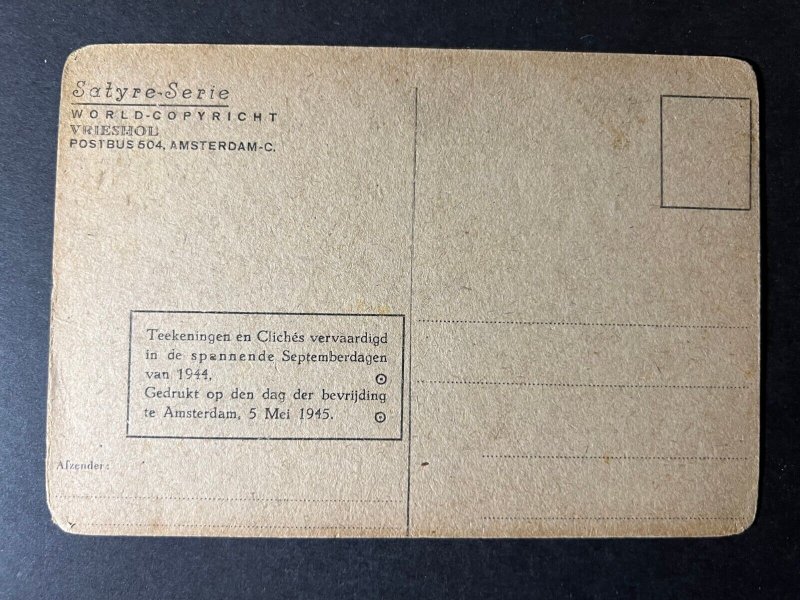 Satyre-Serie
WORLD-COPYRICHT
VRIESHOL
POSTBUS 504, AMSTERDAM-C.
Teekeningen en Clichés vervaardigd
in de spannende Septemberdagen
van 1944.
Gedrukt op den dag der bevrijding
te Amsterdam, 5 Mei 1945.
Afzender: